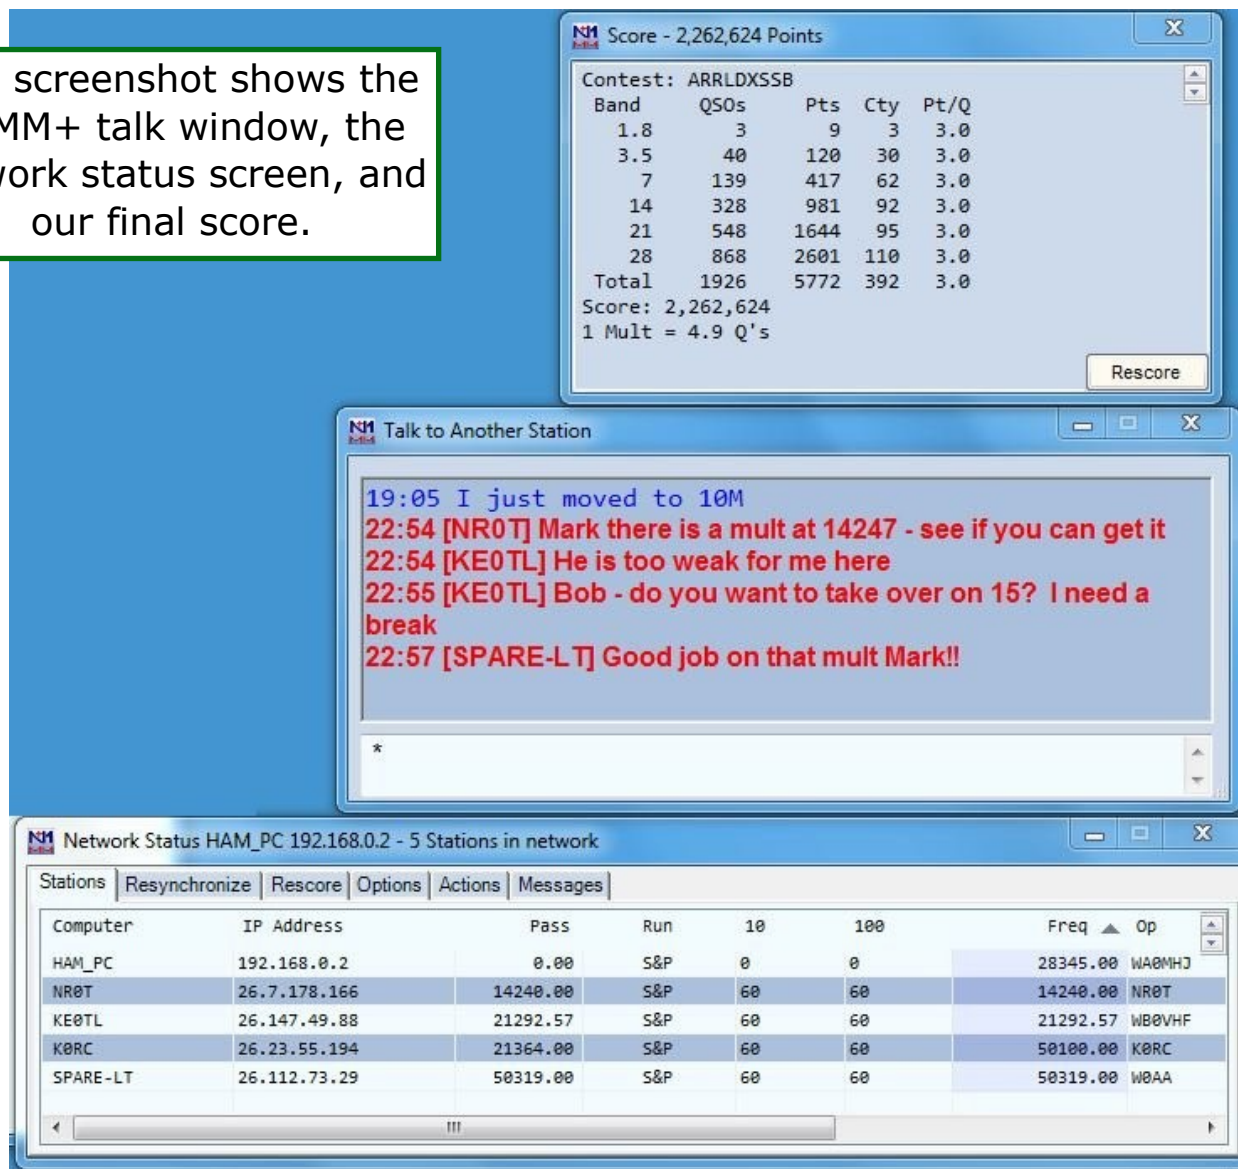 screenshot shows the
MM+ talk window, the
work status screen, and
our final score.
Score - 2,262,624 Points
Contest: ARRLDXSSB
Band QSOs Pts Cty Pt/Q
1.8 3 9 3 3.0
3.5 40 120 30 3.0
7 139 417 62 3.0
14 328 981 92 3.0
21 548 1644 95 3.0
28 868 2601 110 3.0
Total 1926 5772 392 3.0
Score: 2,262,624
1 Mult = 4.9 Q's
Rescore
Talk to Another Station
19:05 I just moved to 10M
22:54 [NR0T] Mark there is a mult at 14247 - see if you can get it
22:54 [KE0TL] He is too weak for me here
22:55 [KE0TL] Bob - do you want to take over on 15? I need a
break
22:57 [SPARE-LT] Good job on that mult Mark!!
*
Network Status HAM_PC 192.168.0.2 - 5 Stations in network
Stations Resynchronize Rescore Options Actions Messages
Computer IP Address Pass Run 10 100 Freq Op
HAM_PC 192.168.0.2 0.00 S&P 0 0 28345.00 WA0MHJ
NR0T 26.7.178.166 14240.00 S&P 60 60 14240.00 NR0T
KE0TL 26.147.49.88 21292.57 S&P 60 60 21292.57 WB0VHF
K0RC 26.23.55.194 21364.00 S&P 60 60 50100.00 K0RC
SPARE-LT 26.112.73.29 50319.00 S&P 60 60 50319.00 W0AA